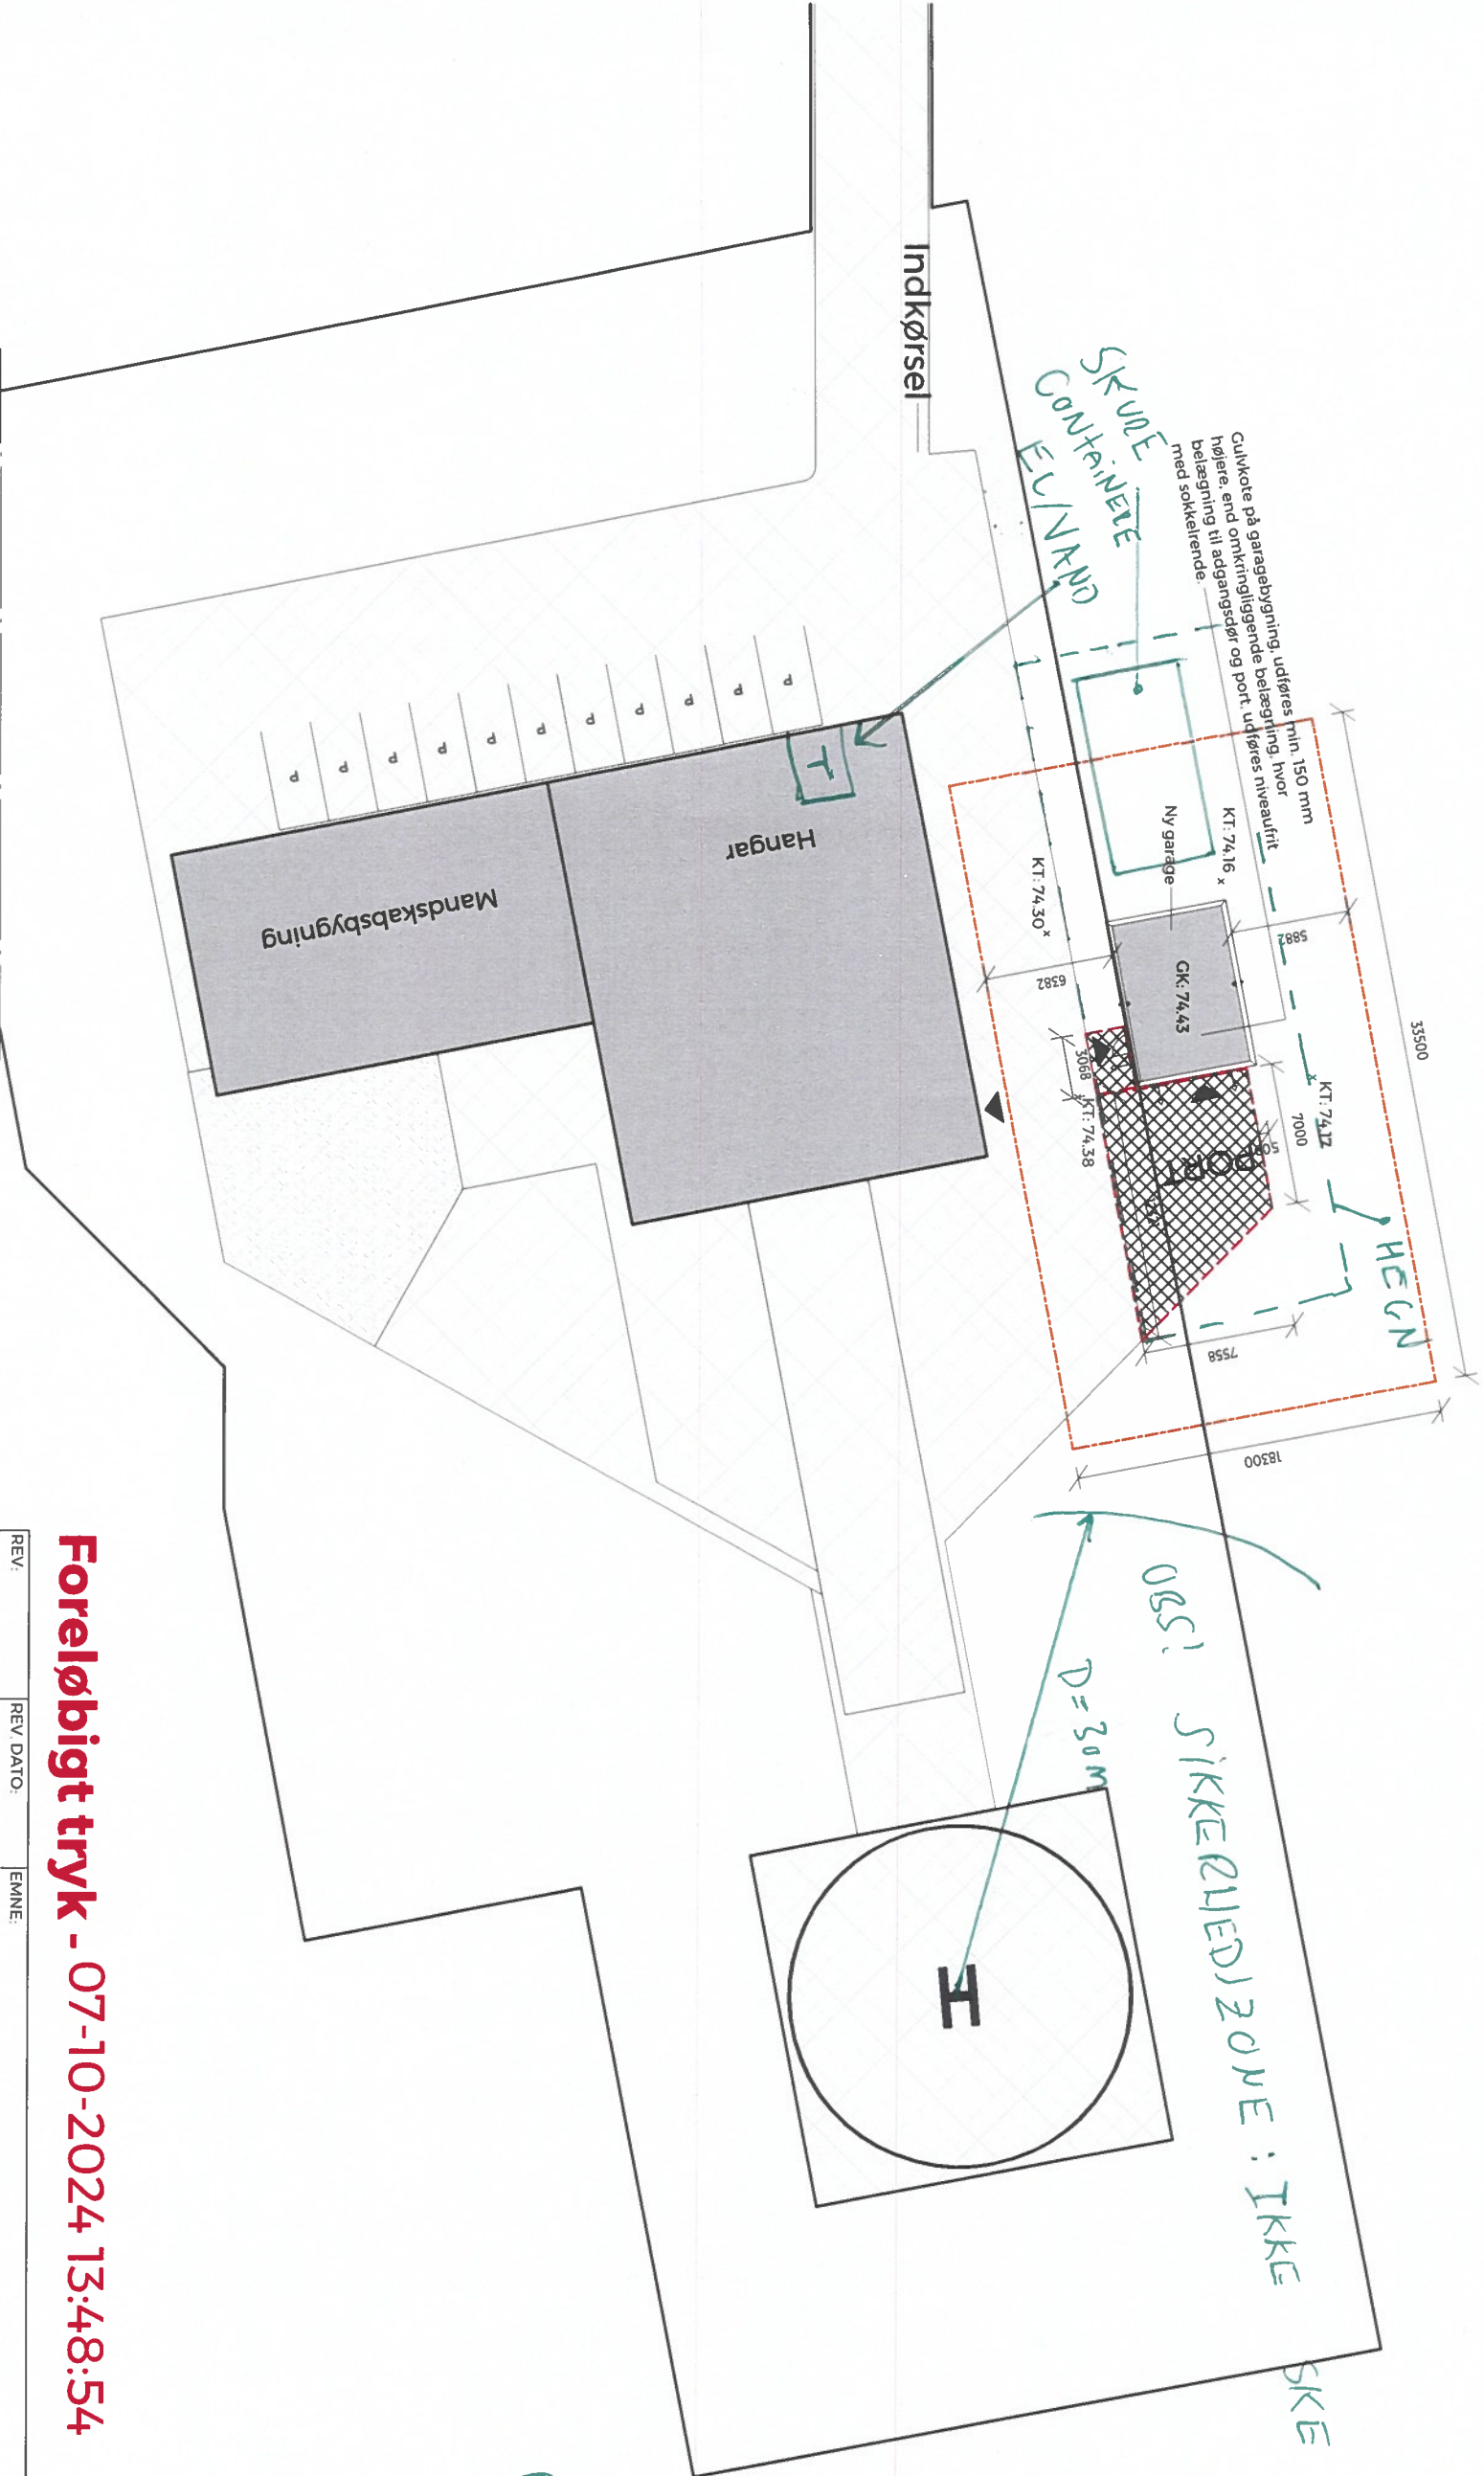 Indkørsel
SKURE
CONTAINERE
EL/VAND
Gulvkote på garagebygning, udføres min. 150 mm
højere, end omkringliggende belægning, hvor
belægning til adgangsdør og port, udføres niveaufrit
med sokkelrende.
KT: 74.16
Ny garage
GK: 74.43
KT: 74.30
KT: 74.38
KT: 74.12
5882
6382
3068
7000
7558
33500
18300
PORT
HEGN
T
Hangar
Mandskabsbygning
P
P
P
P
P
P
P
P
P
P
P
OBS! SIKKERHEDSZONE : IKKE
SKE
D=30M
H
Foreløbigt tryk - 07-10-2024 13:48:54
REV:
REV. DATO:
EMNE: